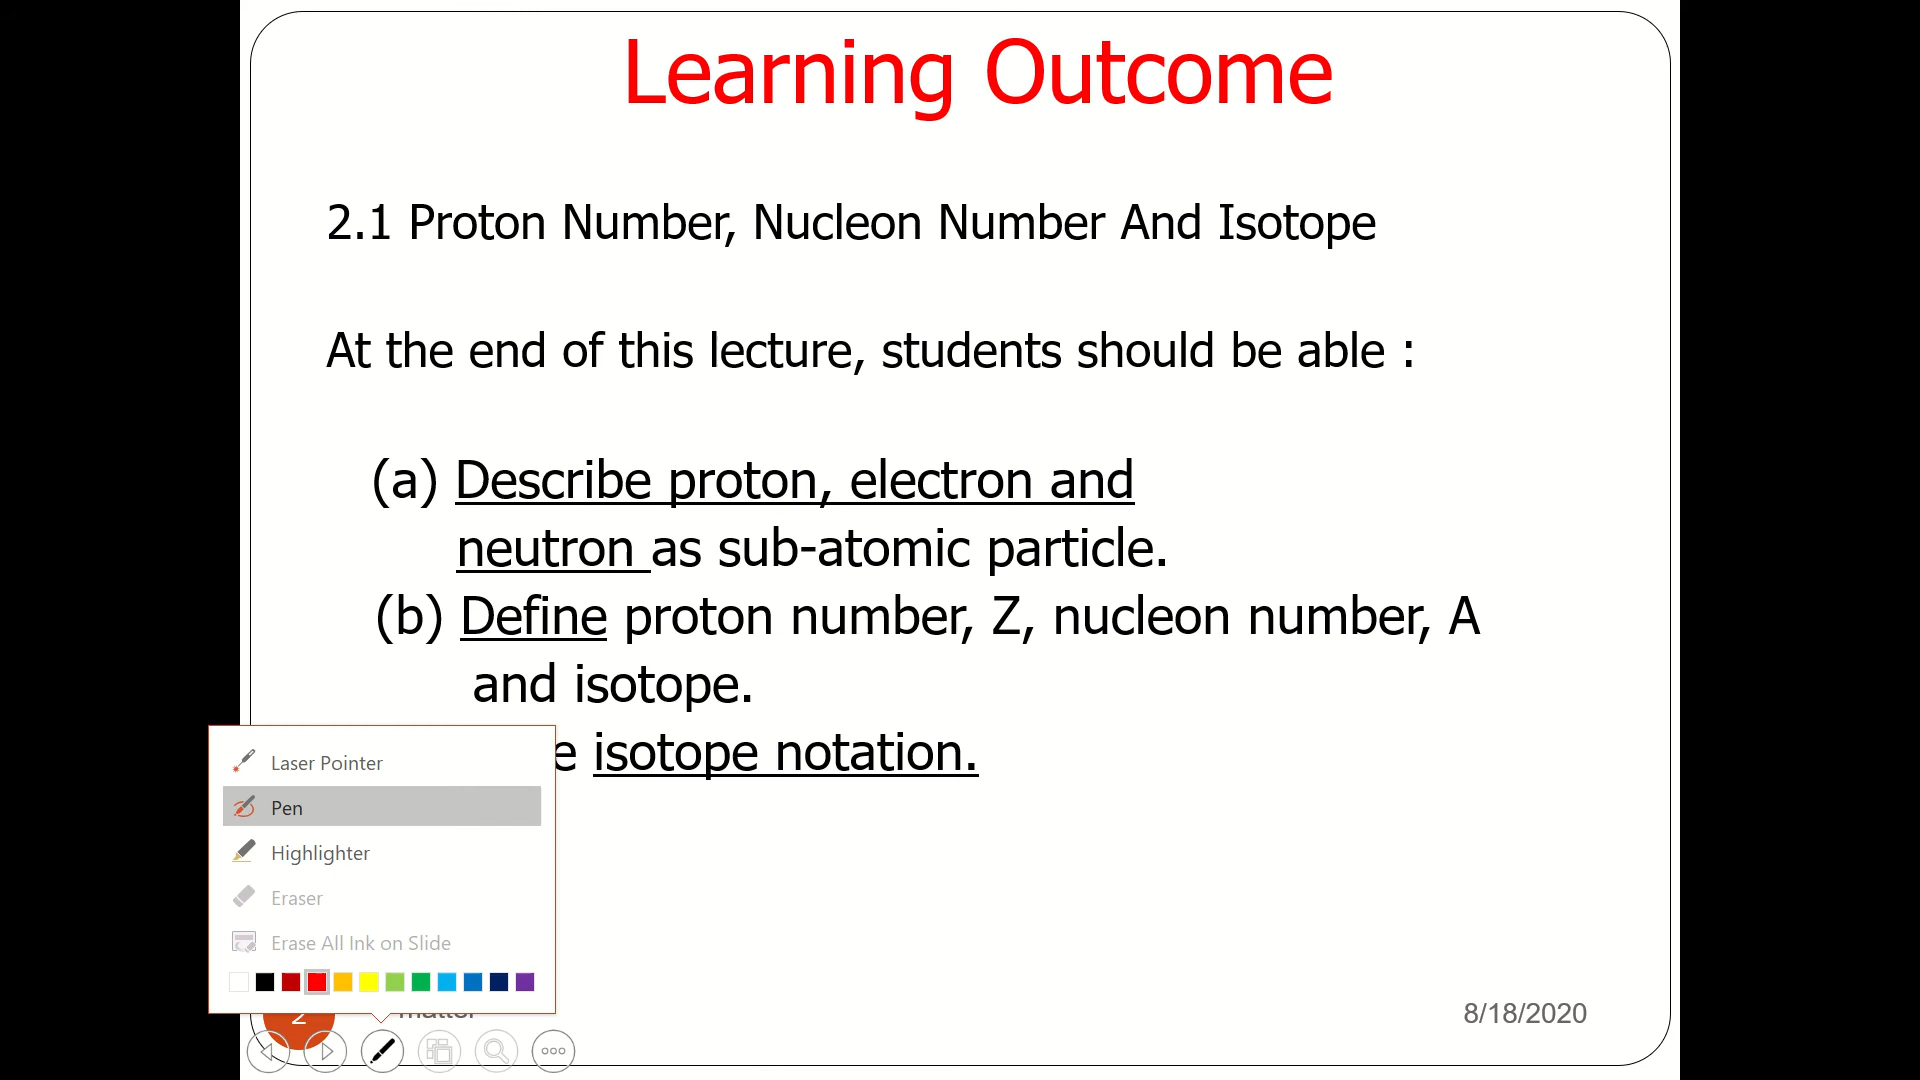 Learning Outcome
2.1 Proton Number, Nucleon Number And Isotope
At the end of this lecture, students should be able :
(a) Describe proton, electron and
neutron as sub-atomic particle.
(b) Define proton number, Z, nucleon number, A
and isotope.
isotope notation.
Laser Pointer
Pen
Highlighter
Eraser
Erase All Ink on Slide
2
matter
8/18/2020